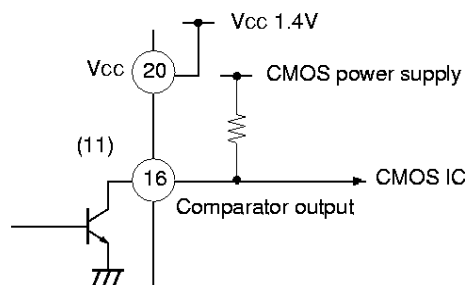 Vcc 1.4V
Vcc 20
CMOS power supply
(11)
16
CMOS IC
Comparator output